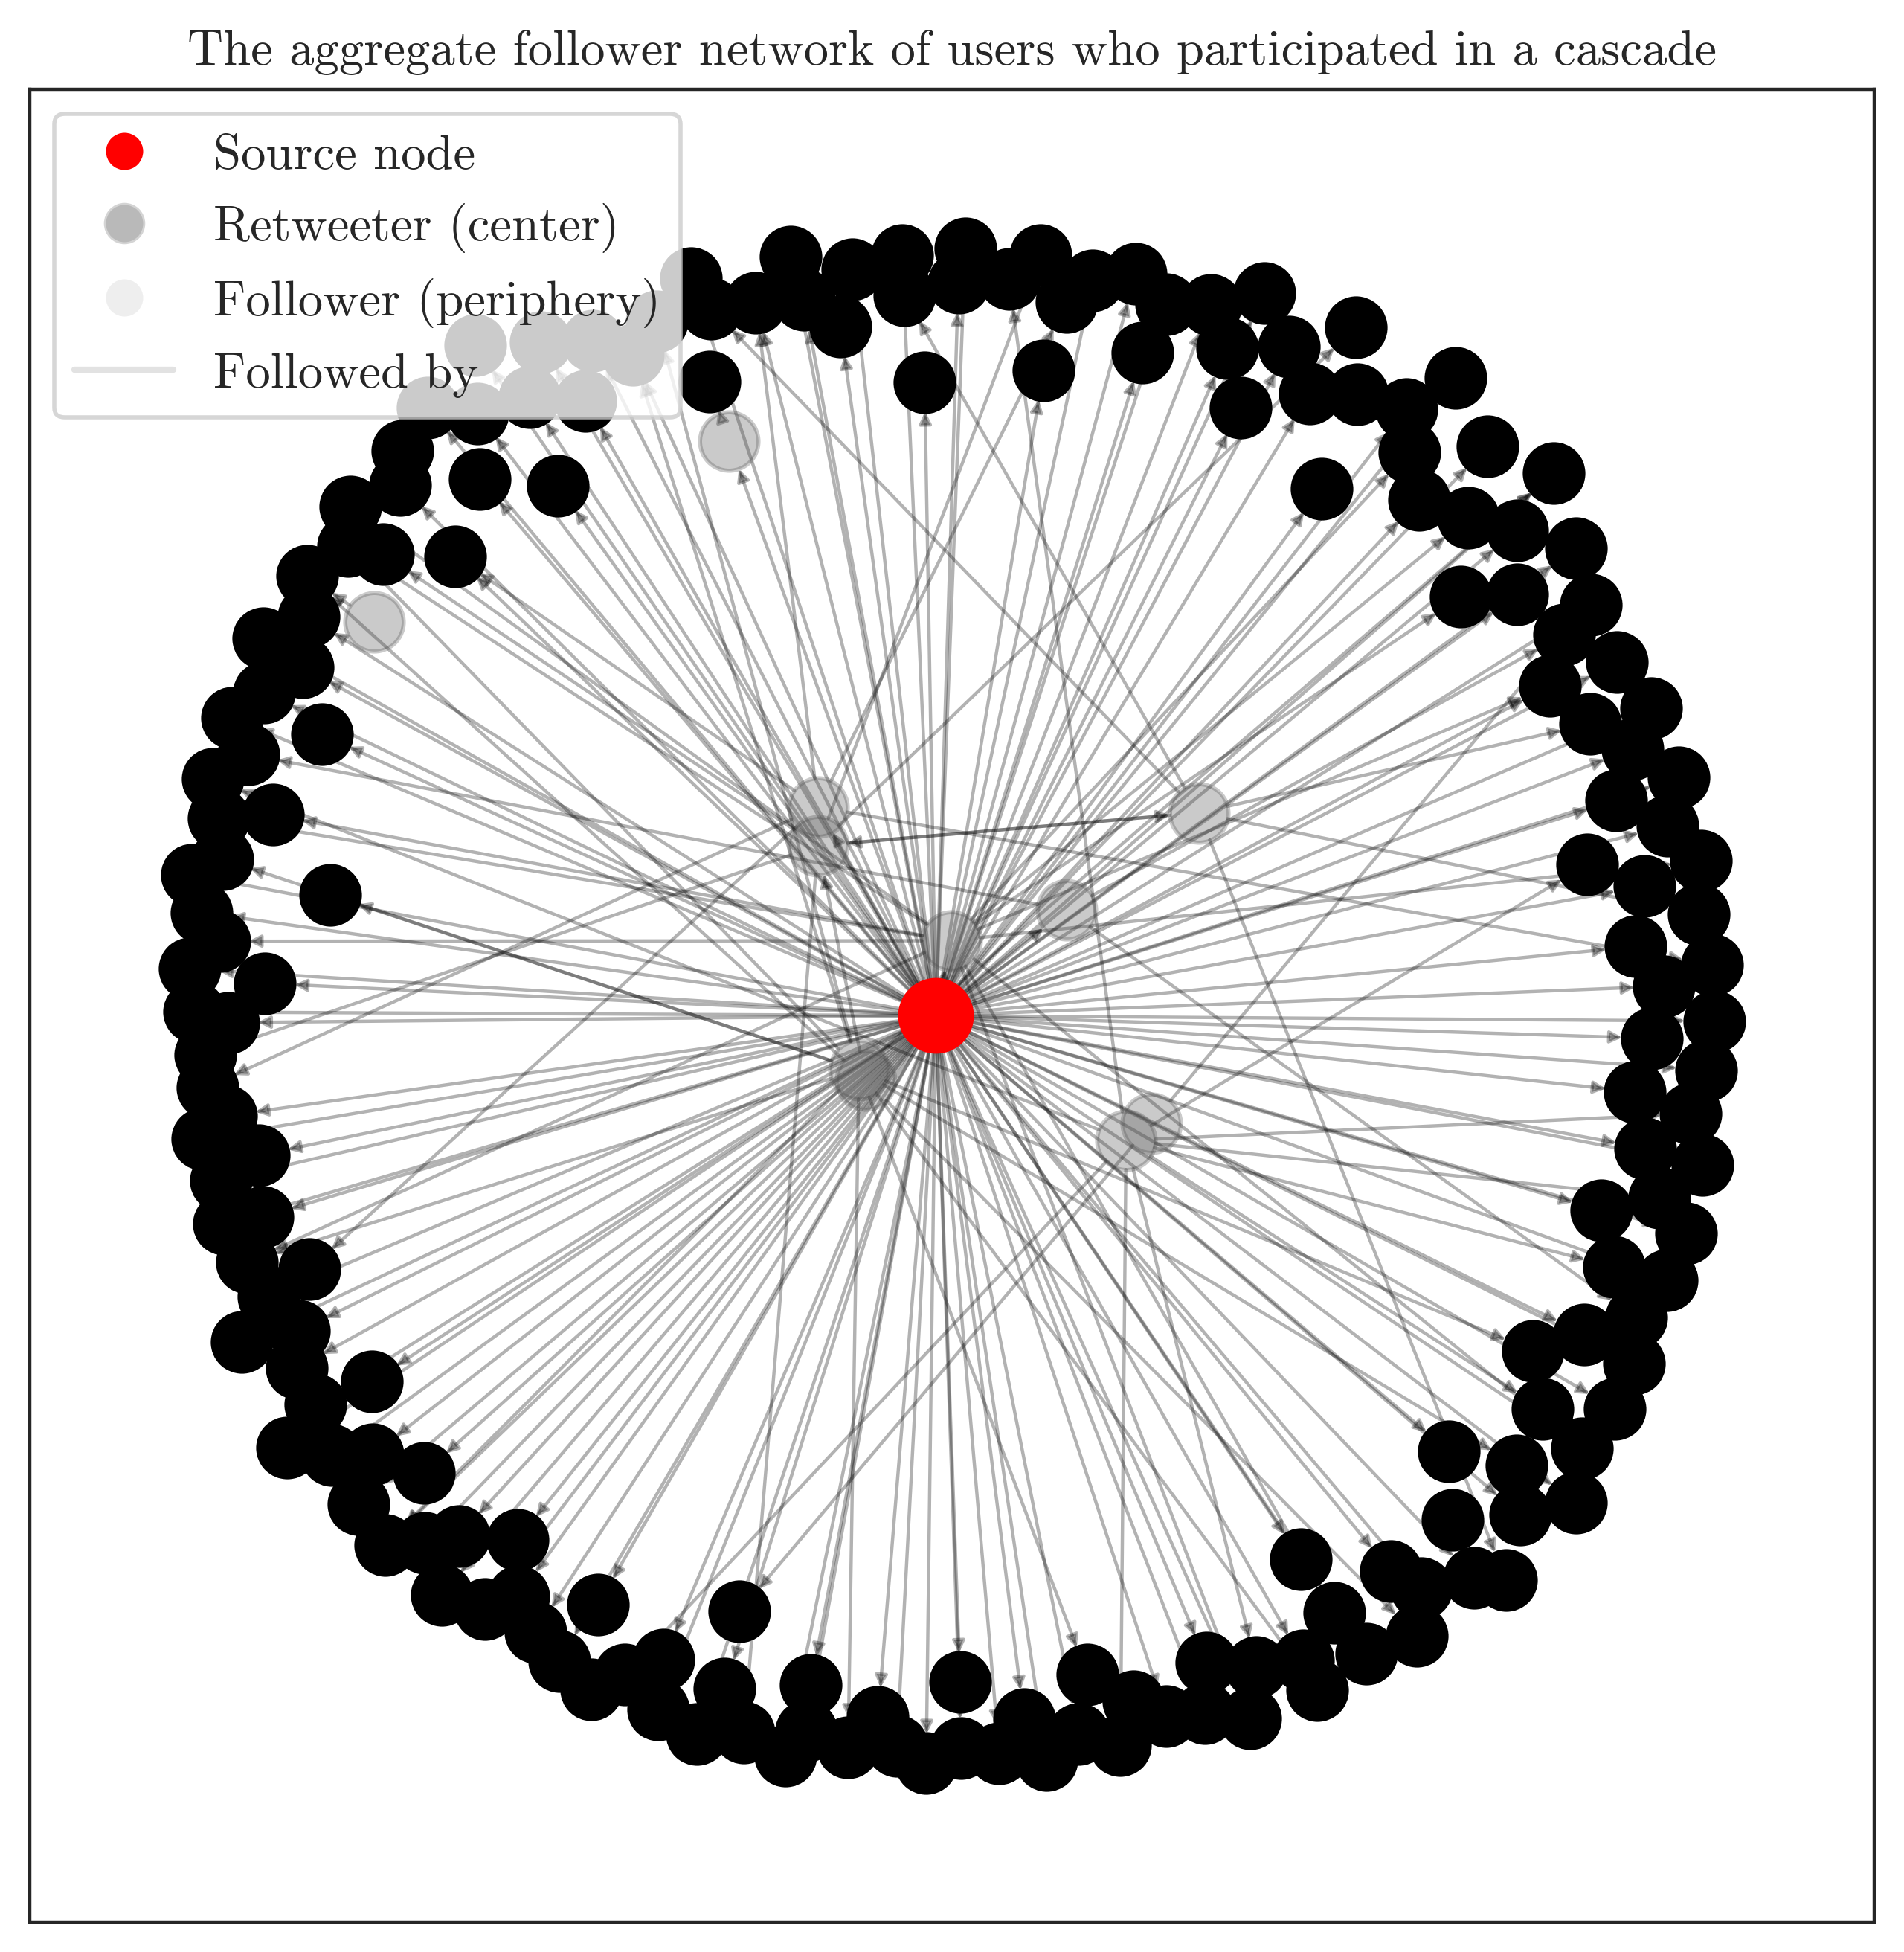 The aggregate follower network of users who participated in a cascade
Source node
Retweeter (center)
Follower (periphery)
Followed by